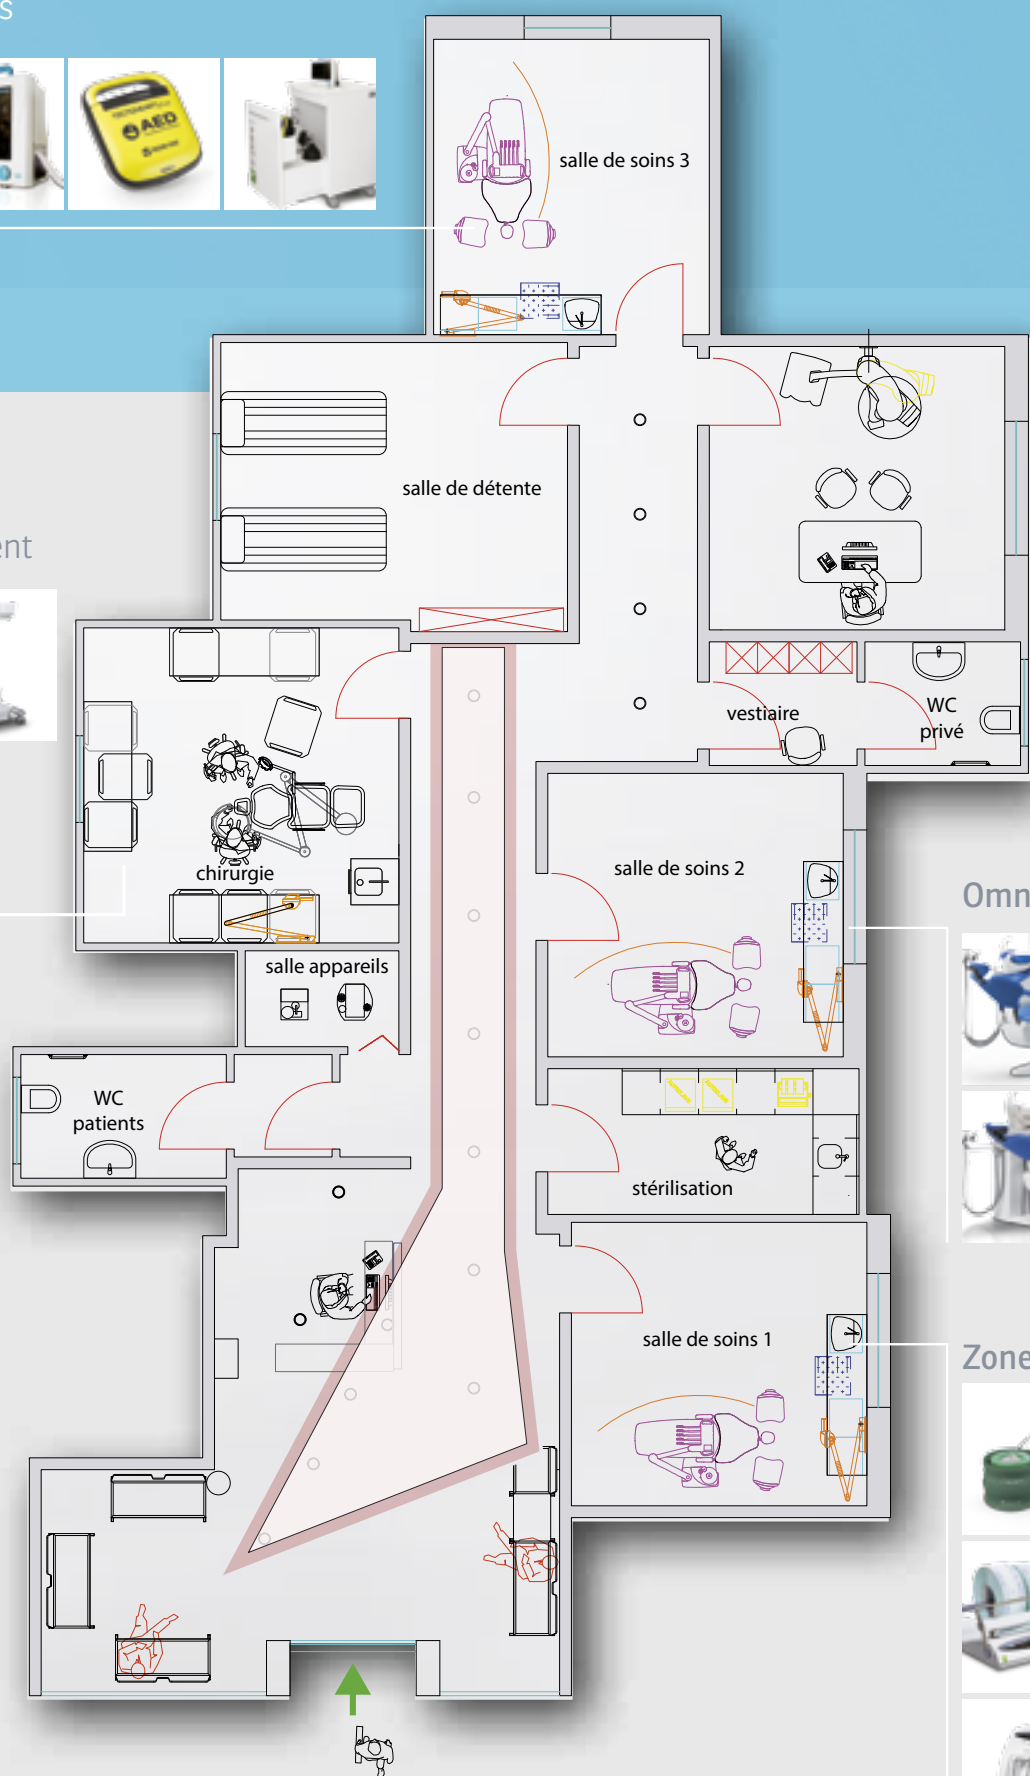 s
AED
salle de soins 3
salle de détente
ent
vestiaire
WC
privé
salle de soins 2
chirurgie
Omn
salle appareils
WC
patients
stérilisation
salle de soins 1
Zone